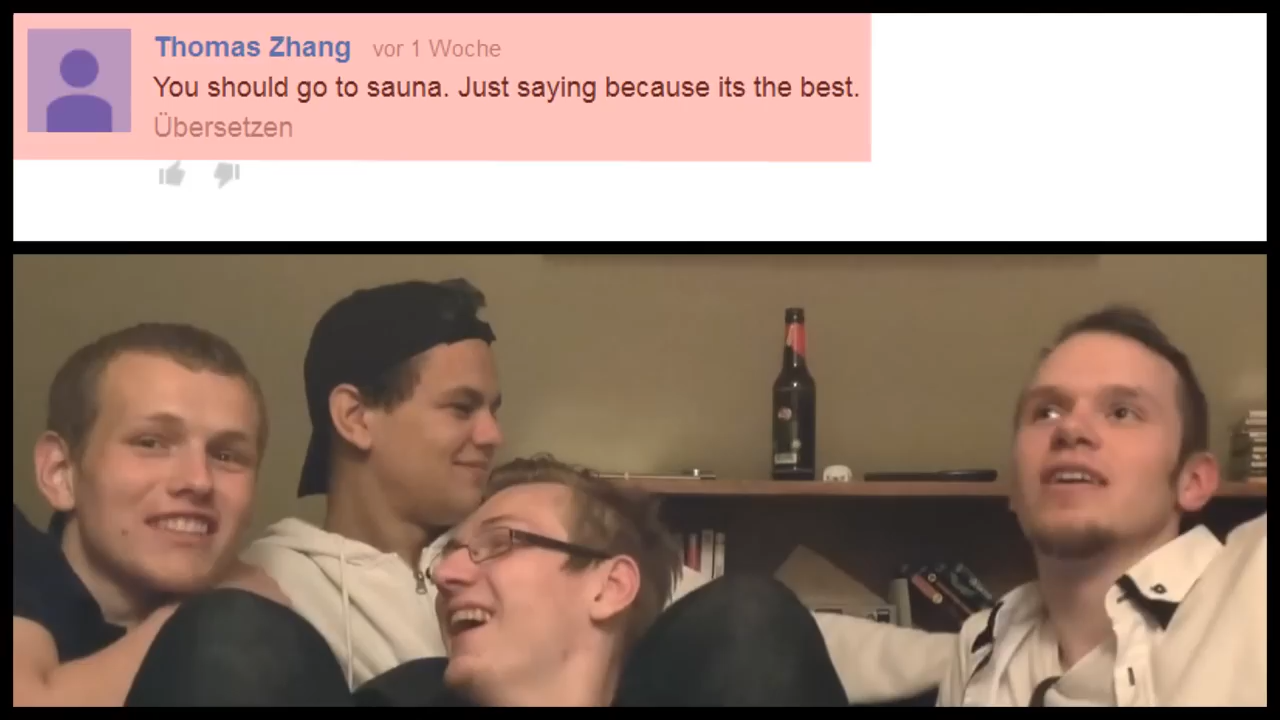 Thomas Zhang vor 1 Woche
You should go to sauna. Just saying because its the best.
Übersetzen